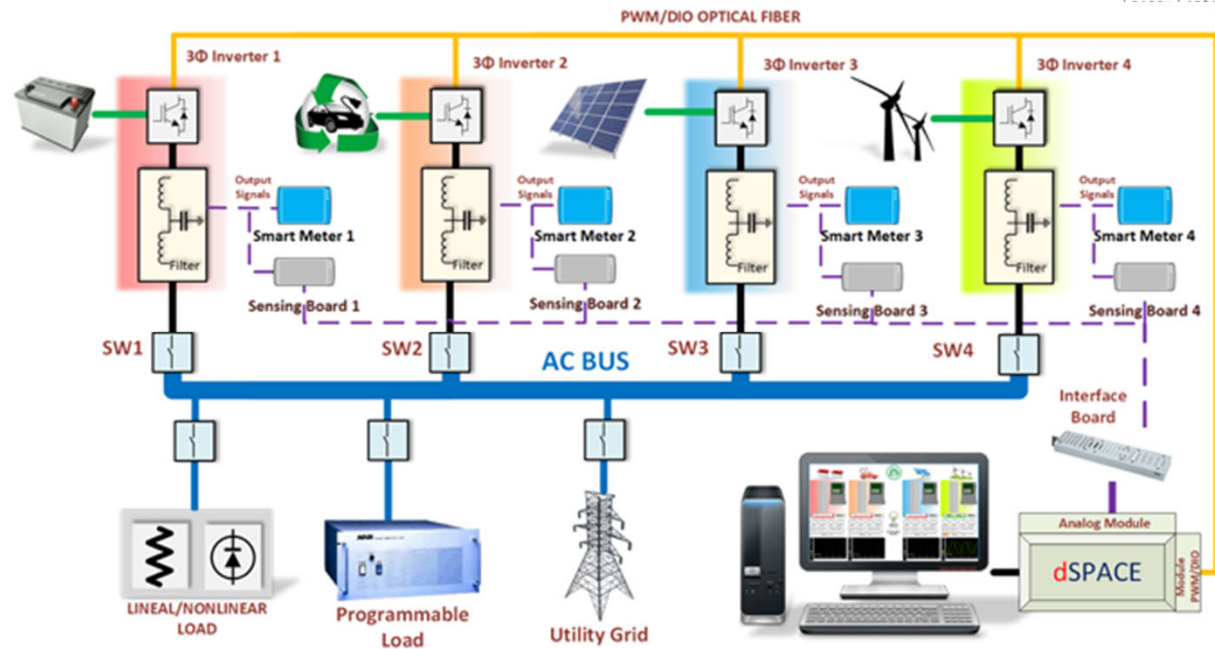 PWM/DIO OPTICAL FIBER
3Φ Inverter 1
3Φ Inverter 2
3Φ Inverter 3
3Φ Inverter 4
Output
Signals
Output
Signals
Output
Signals
Output
Signals
Smart Meter 1
Smart Meter 2
Smart Meter 3
Smart Meter 4
Filter
Filter
Filter
Filter
Sensing Board 1
Sensing Board 2
Sensing Board 3
Sensing Board 4
SW1
SW2
SW3
SW4
AC BUS
Interface
Board
Analog Module
dSPACE
Module
PWM/DIO
LINEAL/NONLINEAR
LOAD
Programmable
Load
Utility Grid